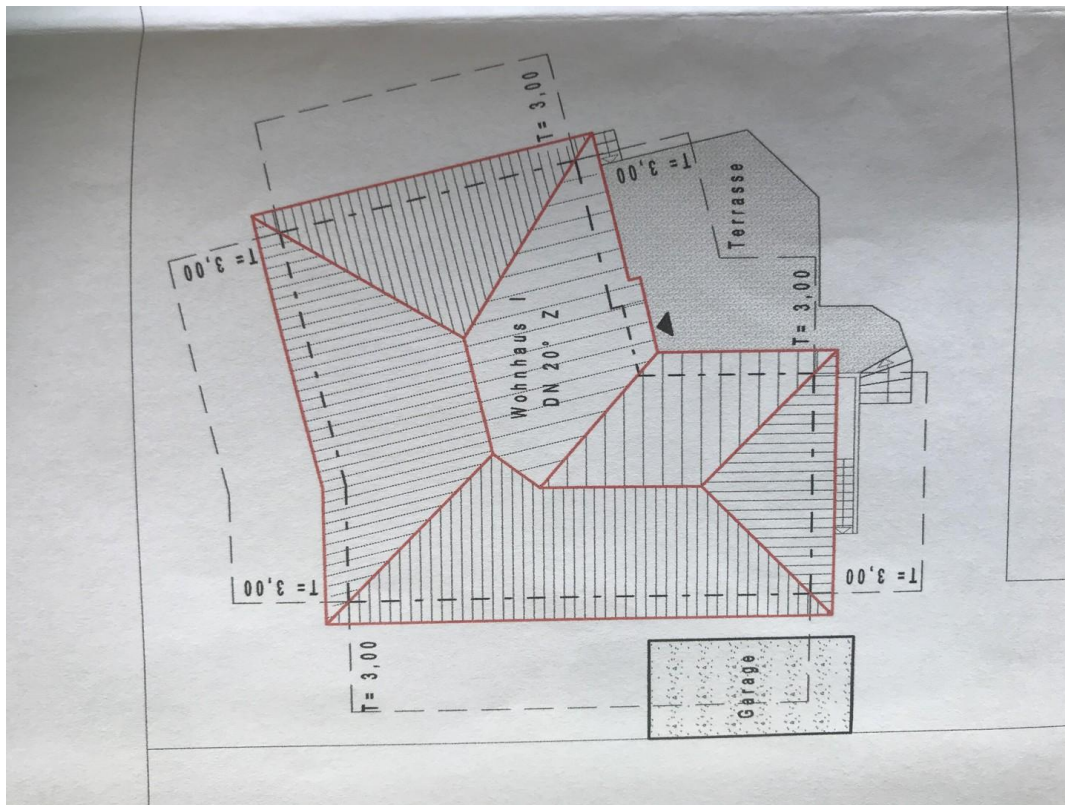 T= 3,00
T= 3,00
T= 3,00
Terrasse
T= 3,00
Wohnhaus I
DN 20° Z
T= 3,00
T= 3,00
T= 3,00
Garage